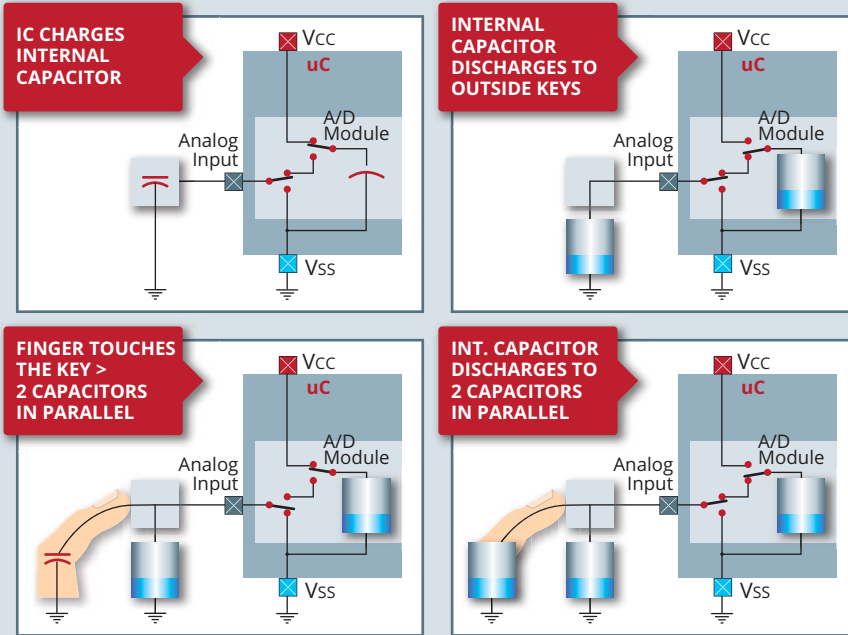 IC CHARGES
INTERNAL
CAPACITOR
VCC
uC
A/D
Module
Analog
Input
VSS
INTERNAL
CAPACITOR
DISCHARGES TO
OUTSIDE KEYS
VCC
uC
A/D
Module
Analog
Input
VSS
FINGER TOUCHES
THE KEY >
2 CAPACITORS
IN PARALLEL
VCC
uC
A/D
Module
Analog
Input
VSS
INT. CAPACITOR
DISCHARGES TO
2 CAPACITORS
IN PARALLEL
VCC
uC
A/D
Module
Analog
Input
VSS